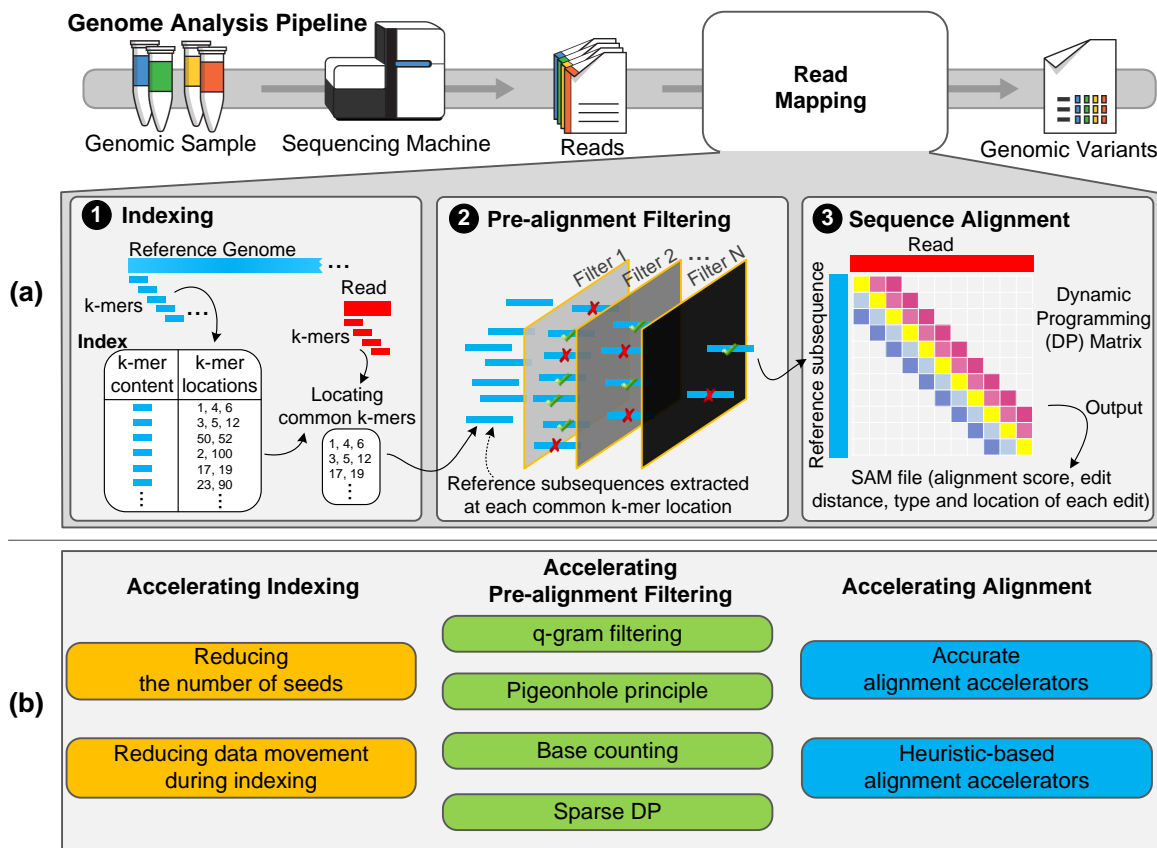 Genome Analysis Pipeline
Genomic Sample
Sequencing Machine
Reads
Read
Mapping
Genomic Variants
(a)
1 Indexing
Reference Genome
...
k-mers
...
Read
k-mers
Index
k-mer
content
k-mer
locations
1, 4, 6
3, 5, 12
50, 52
2, 100
17, 19
23, 90
⋮
⋮
Locating
common k-mers
1, 4, 6
3, 5, 12
17, 19
⋮
2 Pre-alignment Filtering
Filter 1
Filter 2
...
Filter N
Reference subsequences extracted
at each common k-mer location
3 Sequence Alignment
Read
Reference subsequence
Dynamic
Programming
(DP) Matrix
Output
SAM file (alignment score, edit
distance, type and location of each edit)
(b)
Accelerating Indexing
Reducing
the number of seeds
Reducing data movement
during indexing
Accelerating
Pre-alignment Filtering
q-gram filtering
Pigeonhole principle
Base counting
Sparse DP
Accelerating Alignment
Accurate
alignment accelerators
Heuristic-based
alignment accelerators